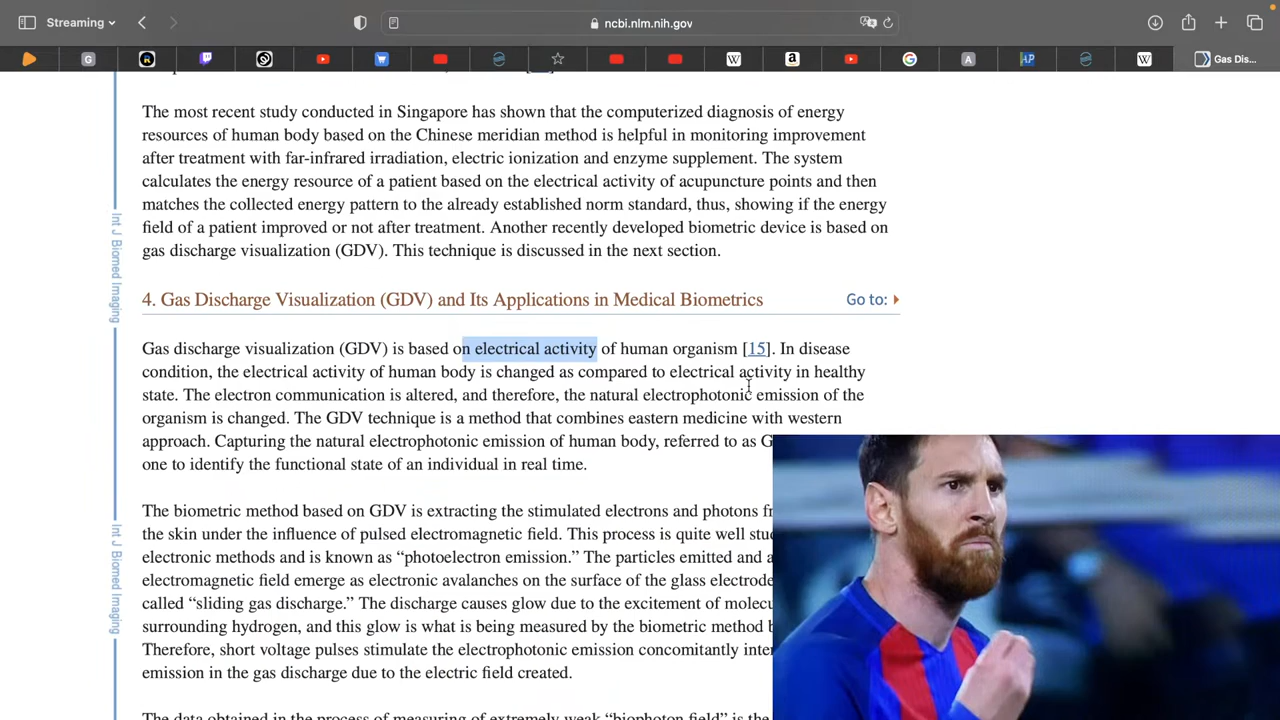 Streaming
ncbi.nlm.nih.gov
Gas Dis...
The most recent study conducted in Singapore has shown that the computerized diagnosis of energy
resources of human body based on the Chinese meridian method is helpful in monitoring improvement
after treatment with far-infrared irradiation, electric ionization and enzyme supplement. The system
calculates the energy resource of a patient based on the electrical activity of acupuncture points and then
matches the collected energy pattern to the already established norm standard, thus, showing if the energy
field of a patient improved or not after treatment. Another recently developed biometric device is based on
gas discharge visualization (GDV). This technique is discussed in the next section.
Int J Biomed Imaging
4. Gas Discharge Visualization (GDV) and Its Applications in Medical Biometrics
Go to:
Gas discharge visualization (GDV) is based on electrical activity of human organism [15]. In disease
condition, the electrical activity of human body is changed as compared to electrical activity in healthy
state. The electron communication is altered, and therefore, the natural electrophotonic emission of the
organism is changed. The GDV technique is a method that combines eastern medicine with western
approach. Capturing the natural electrophotonic emission of human body, referred to as G
one to identify the functional state of an individual in real time.
The biometric method based on GDV is extracting the stimulated electrons and photons fr
the skin under the influence of pulsed electromagnetic field. This process is quite well stu
electronic methods and is known as “photoelectron emission.” The particles emitted and a
electromagnetic field emerge as electronic avalanches on the surface of the glass electrode
called “sliding gas discharge.” The discharge causes glow due to the excitement of molecu
surrounding hydrogen, and this glow is what is being measured by the biometric method b
Therefore, short voltage pulses stimulate the electrophotonic emission concomitantly inte
emission in the gas discharge due to the electric field created.
Int J Biomed Imaging
The data obtained in the process of measuring of extremely weak “biophoton field” is the